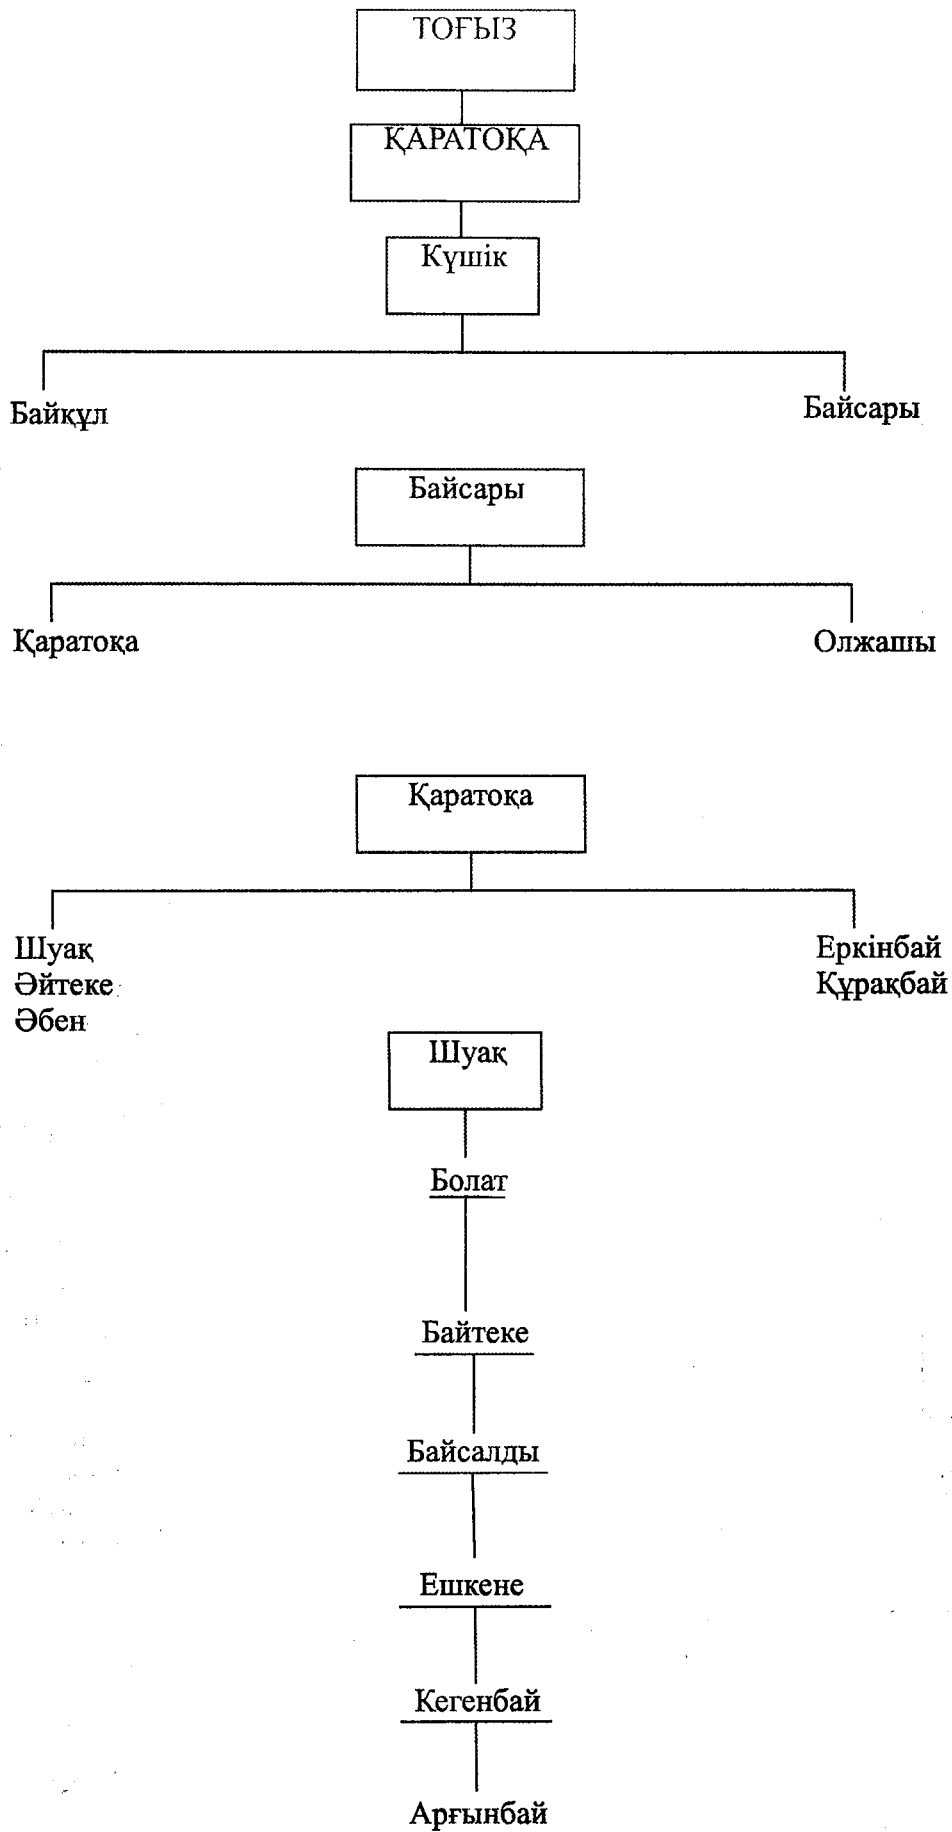 ТОҒЫЗ
ҚАРАТОҚА
Күшік
Байқұл Байсары
Байсары
Қаратоқа Олжашы
Қаратоқа
Шуақ Еркінбай
Әйтеке Құрақбай
Әбен
Шуақ
Болат
Байтеке
Байсалды
Ешкене
Кегенбай
Арғынбай